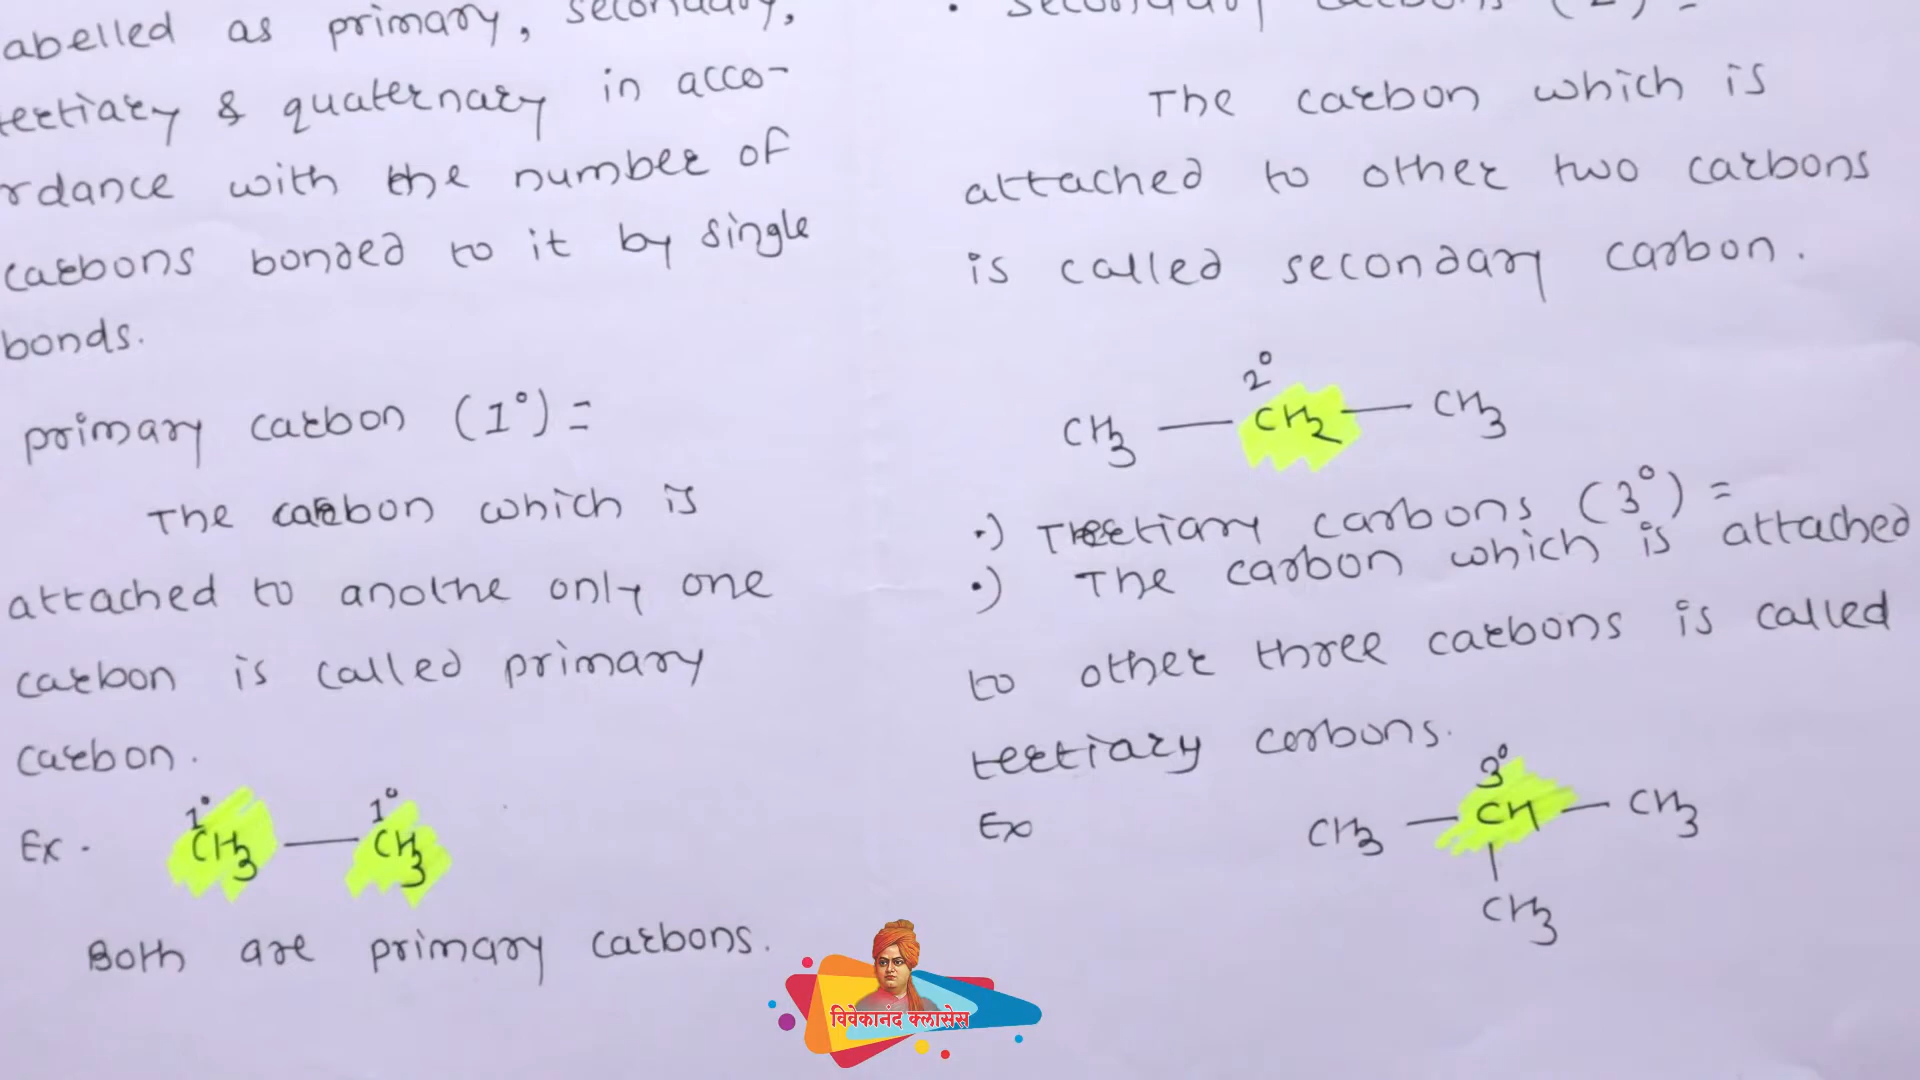 abelled as primary, secondary,
tertiary & quaternary in acco-
rdance with the number of
carbons bonded to it by single
bonds.
primary carbon (1°) =
The carbon which is
attached to anothe only one
carbon is called primary
carbon.
1° 1°
Ex. CH3 — CH3
Both are primary carbons.
• secondary carbons (2°) =
The carbon which is
attached to other two carbons
is called secondary carbon.
2°
CH3 — CH2 — CH3
•) Tertiary carbons (3°) =
•) The carbon which is attached
to other three carbons is called
tertiary carbons.
3°
Ex CH3 — CH — CH3
|
CH3
विवेकानंद क्लासेस